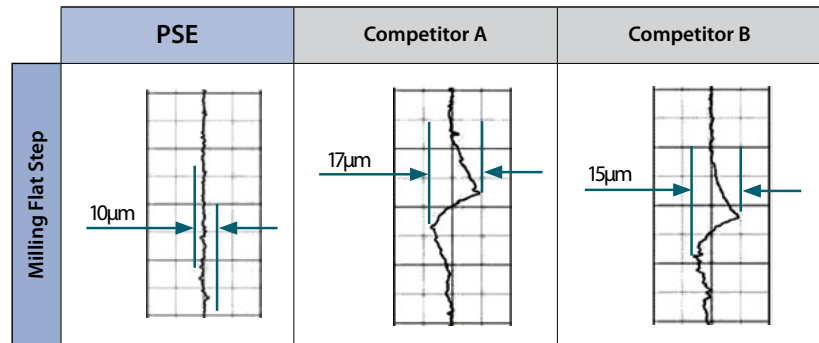 PSE
Competitor A
Competitor B
Milling Flat Step
10µm
17µm
15µm